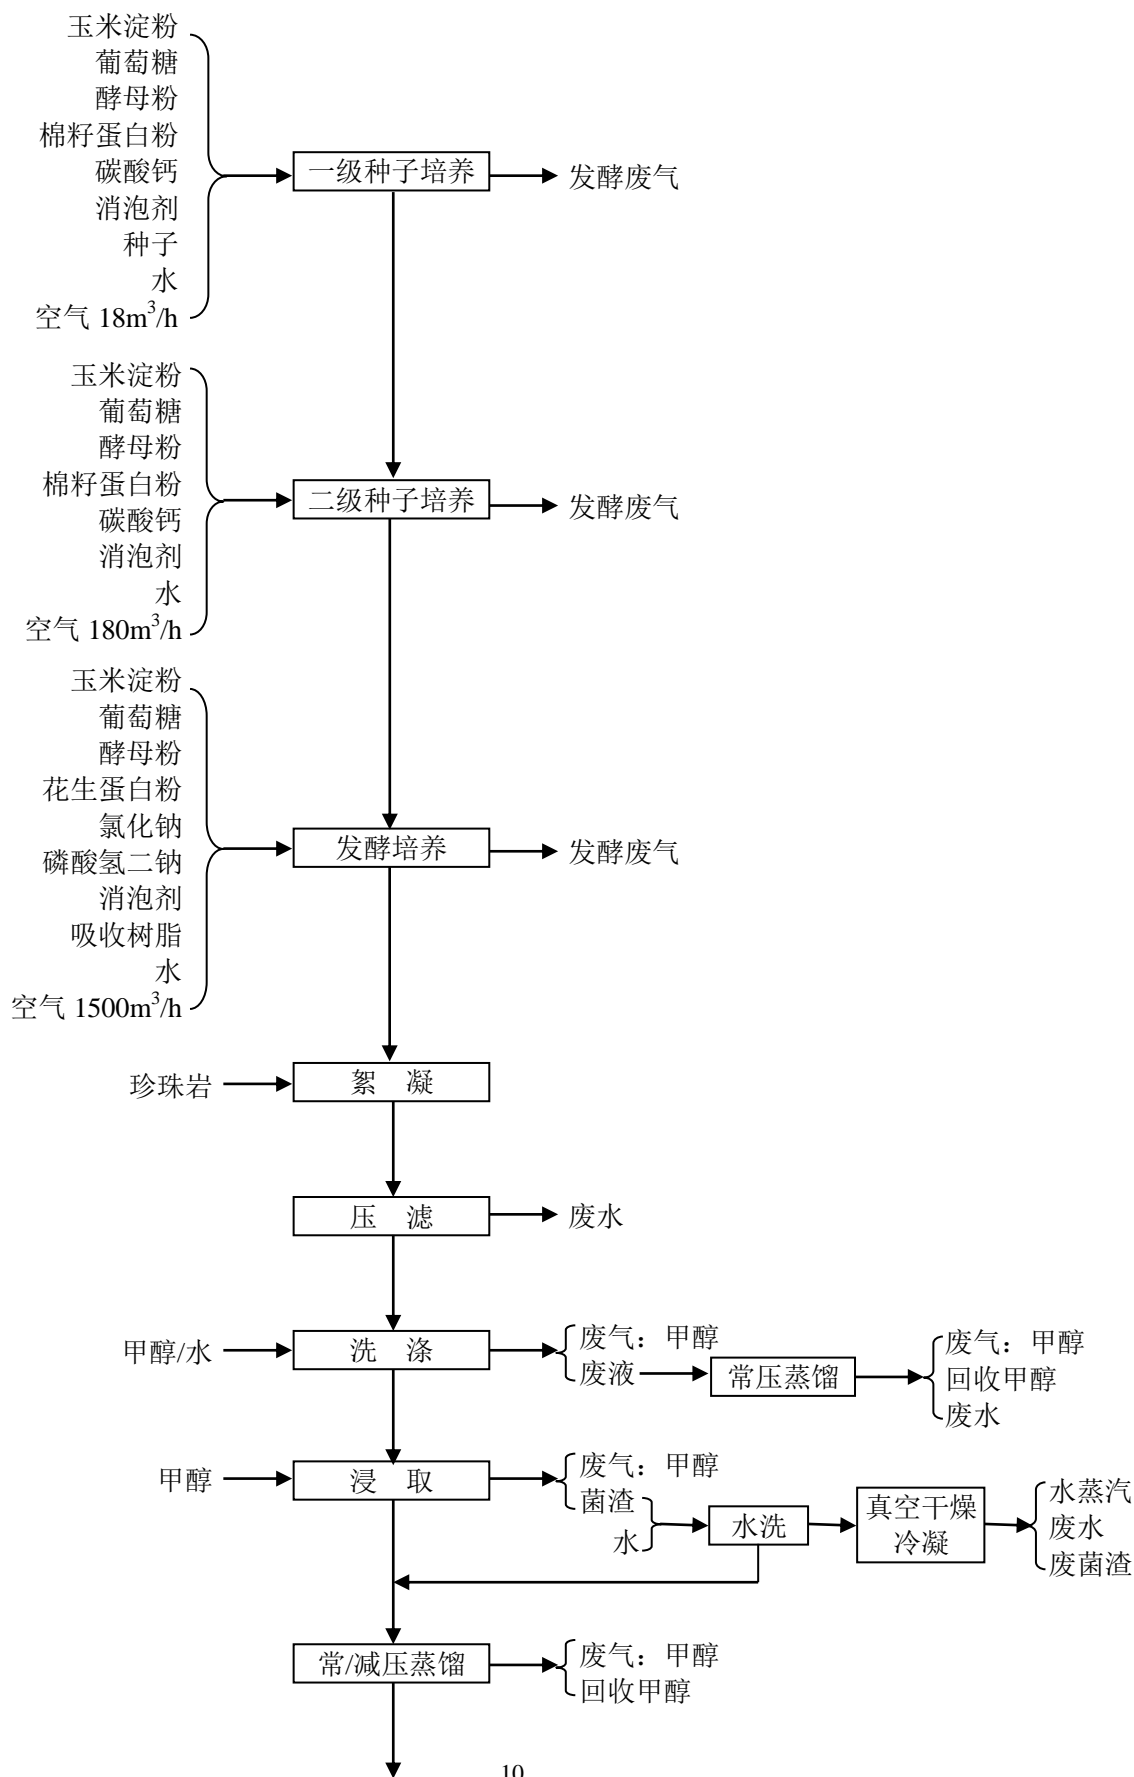 玉米淀粉
葡萄糖
酵母粉
棉籽蛋白粉
碳酸钙
消泡剂
种子
水
空气 18m³/h
一级种子培养
发酵废气
玉米淀粉
葡萄糖
酵母粉
棉籽蛋白粉
碳酸钙
消泡剂
水
空气 180m³/h
二级种子培养
发酵废气
玉米淀粉
葡萄糖
酵母粉
花生蛋白粉
氯化钠
磷酸氢二钠
消泡剂
吸收树脂
水
空气 1500m³/h
发酵培养
发酵废气
珍珠岩
絮 凝
压 滤
废水
甲醇/水
洗 涤
废气：甲醇
废液
常压蒸馏
废气：甲醇
回收甲醇
废水
甲醇
浸 取
废气：甲醇
菌渣
水
水洗
真空干燥
冷凝
水蒸汽
废水
废菌渣
常/减压蒸馏
废气：甲醇
回收甲醇
10